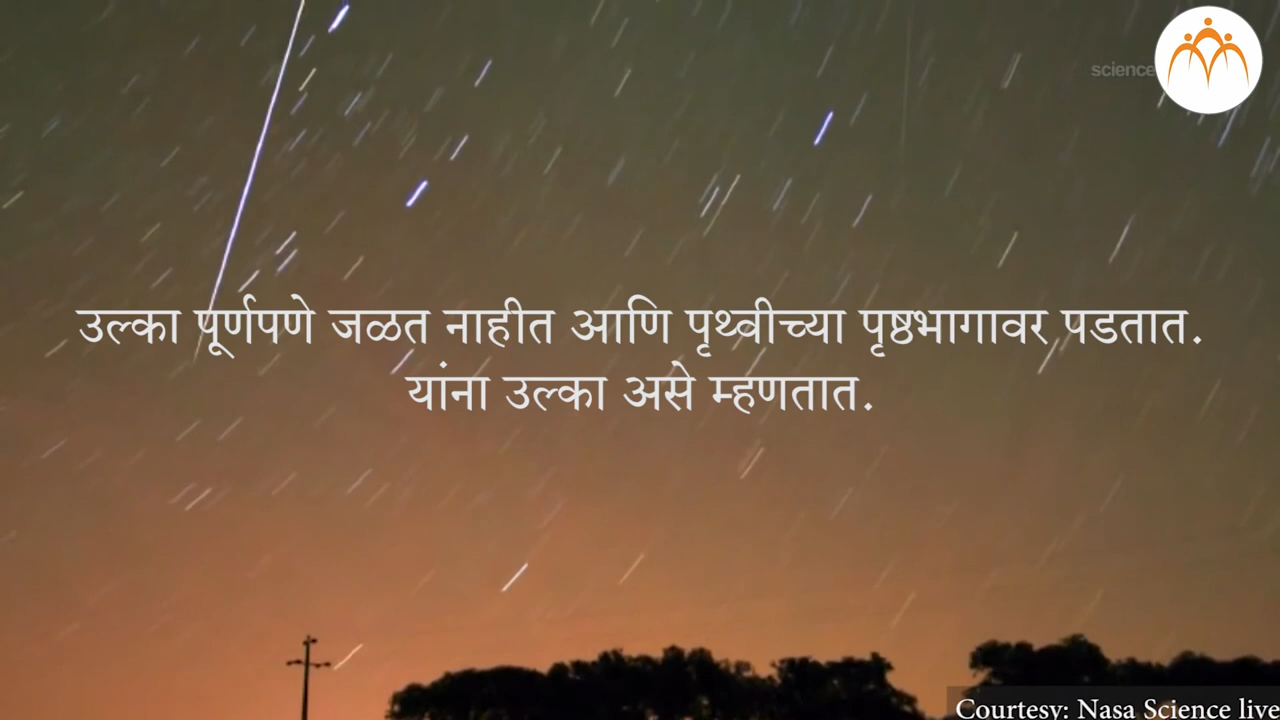 science
उल्का पूर्णपणे जळत नाहीत आणि पृथ्वीच्या पृष्ठभागावर पडतात.
यांना उल्का असे म्हणतात.
Courtesy: Nasa Science live